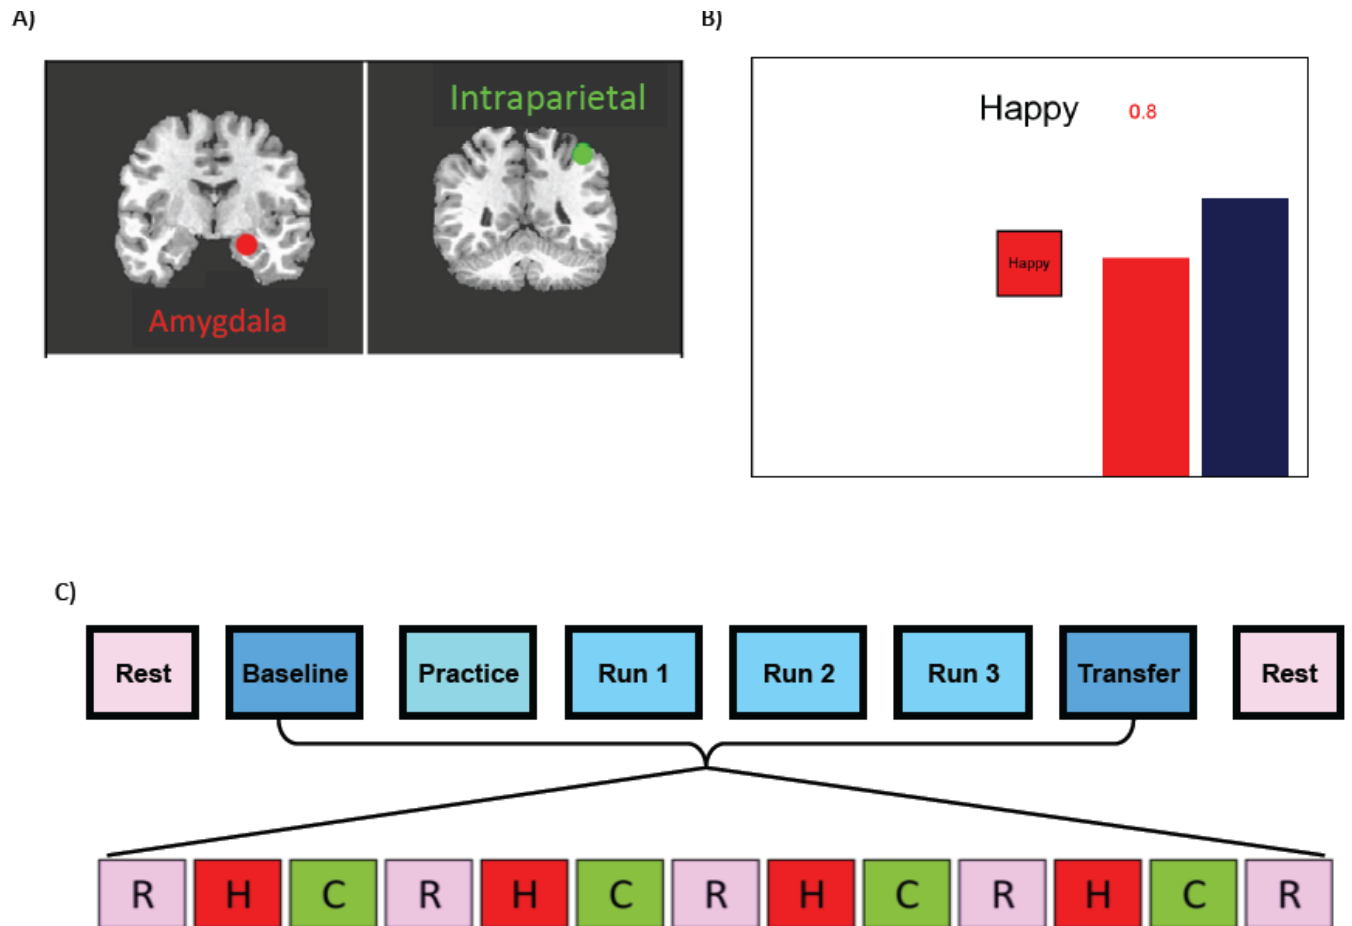 A)
Intraparietal
Amygdala
B)
Happy 0.8
Happy
C)
Rest Baseline Practice Run 1 Run 2 Run 3 Transfer Rest
R H C R H C R H C R H C R